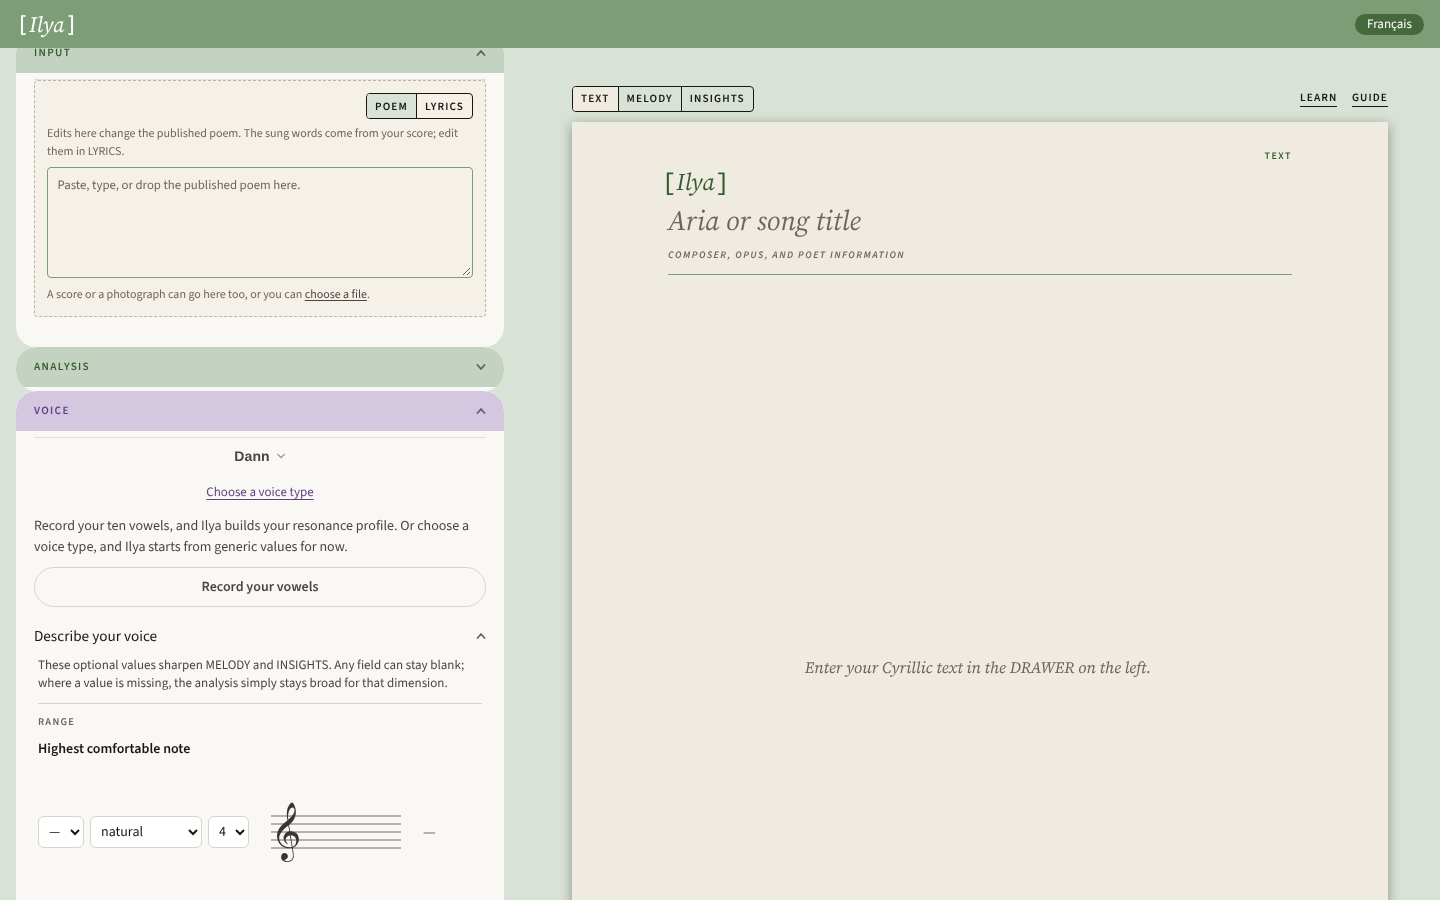 [Ilya]
Français
INPUT
POEM
LYRICS
Edits here change the published poem. The sung words come from your score; edit
them in LYRICS.
Paste, type, or drop the published poem here.
A score or a photograph can go here too, or you can choose a file.
ANALYSIS
VOICE
Dann
Choose a voice type
Record your ten vowels, and Ilya builds your resonance profile. Or choose a
voice type, and Ilya starts from generic values for now.
Record your vowels
Describe your voice
These optional values sharpen MELODY and INSIGHTS. Any field can stay blank;
where a value is missing, the analysis simply stays broad for that dimension.
RANGE
Highest comfortable note
— natural 4 —
TEXT MELODY INSIGHTS
LEARN GUIDE
TEXT
[Ilya]
Aria or song title
COMPOSER, OPUS, AND POET INFORMATION
Enter your Cyrillic text in the DRAWER on the left.